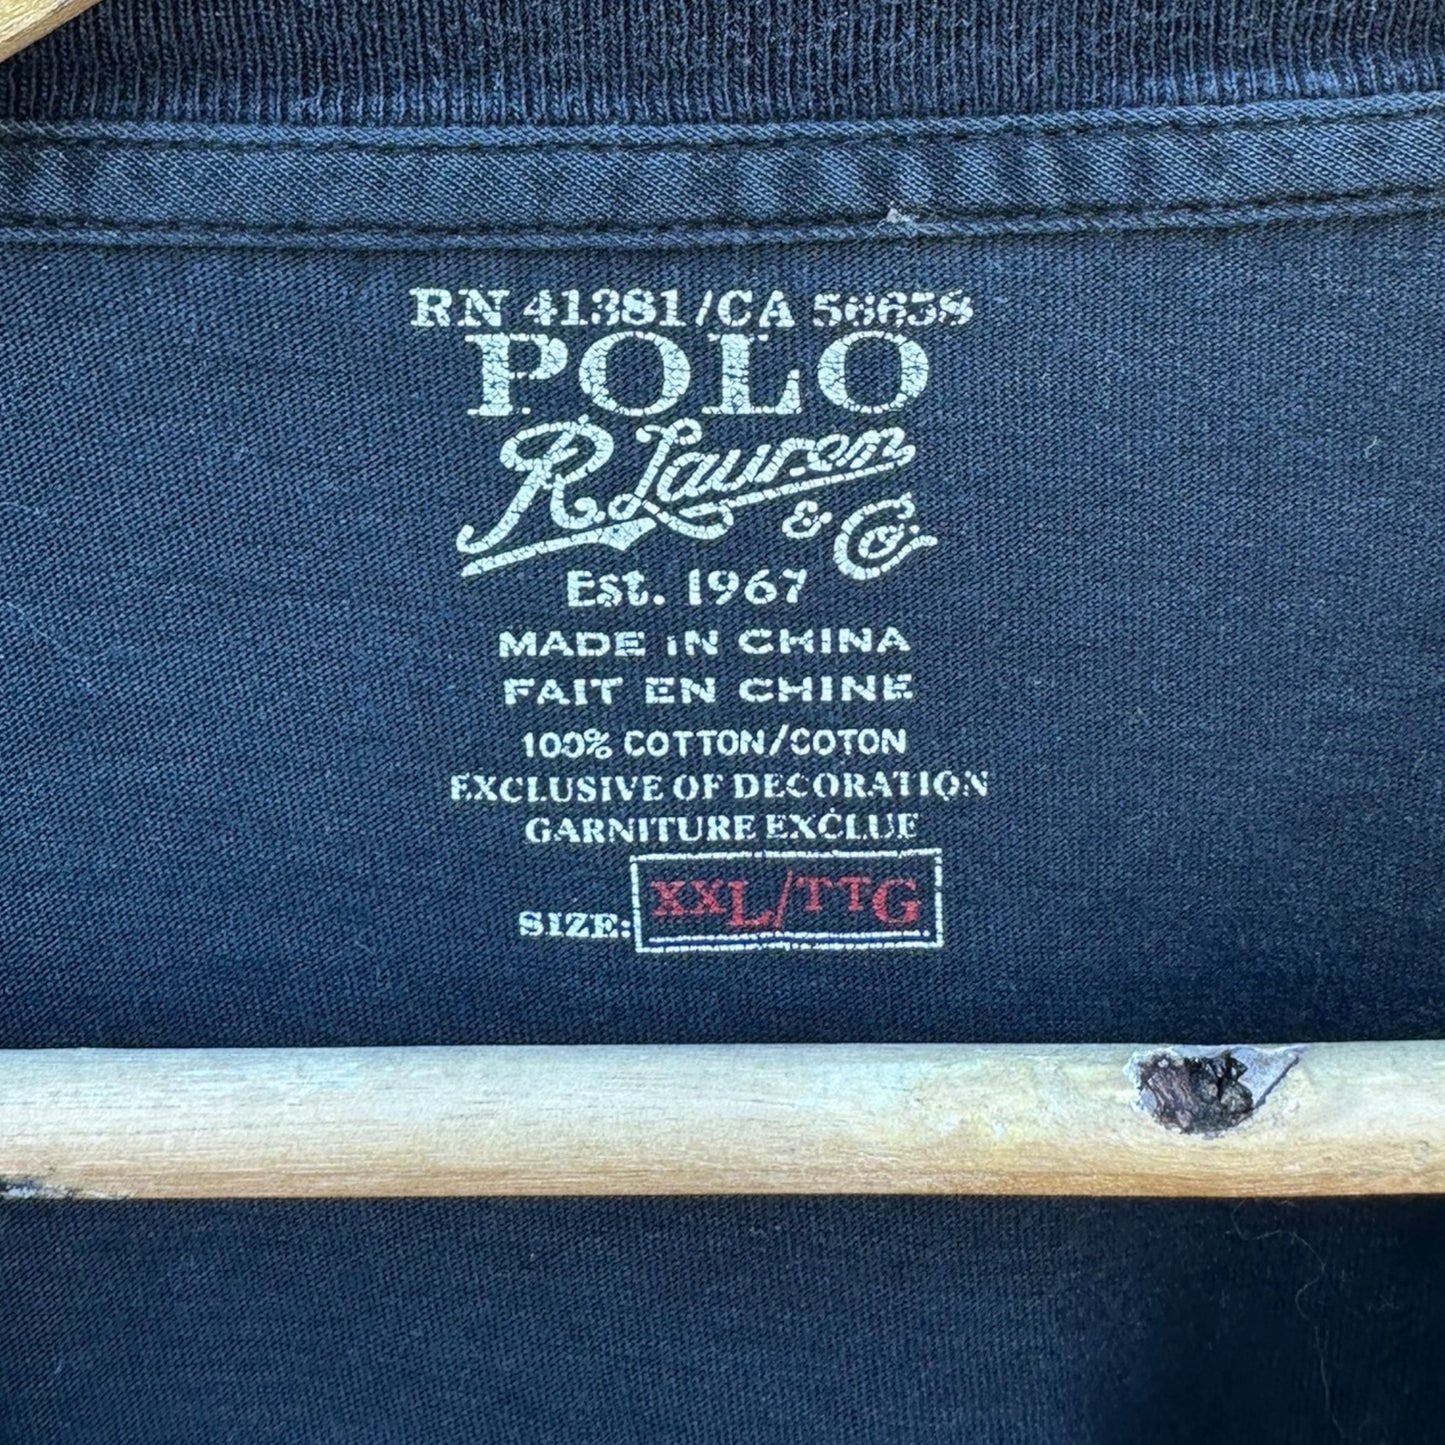 RN 41381/CA 56658
POLO
R. Lauren
& Co.
Est. 1967
MADE IN CHINA
FAIT EN CHINE
100% COTTON/COTON
EXCLUSIVE OF DECORATION
GARNITURE EXCLUE
SIZE: XXL/TTG